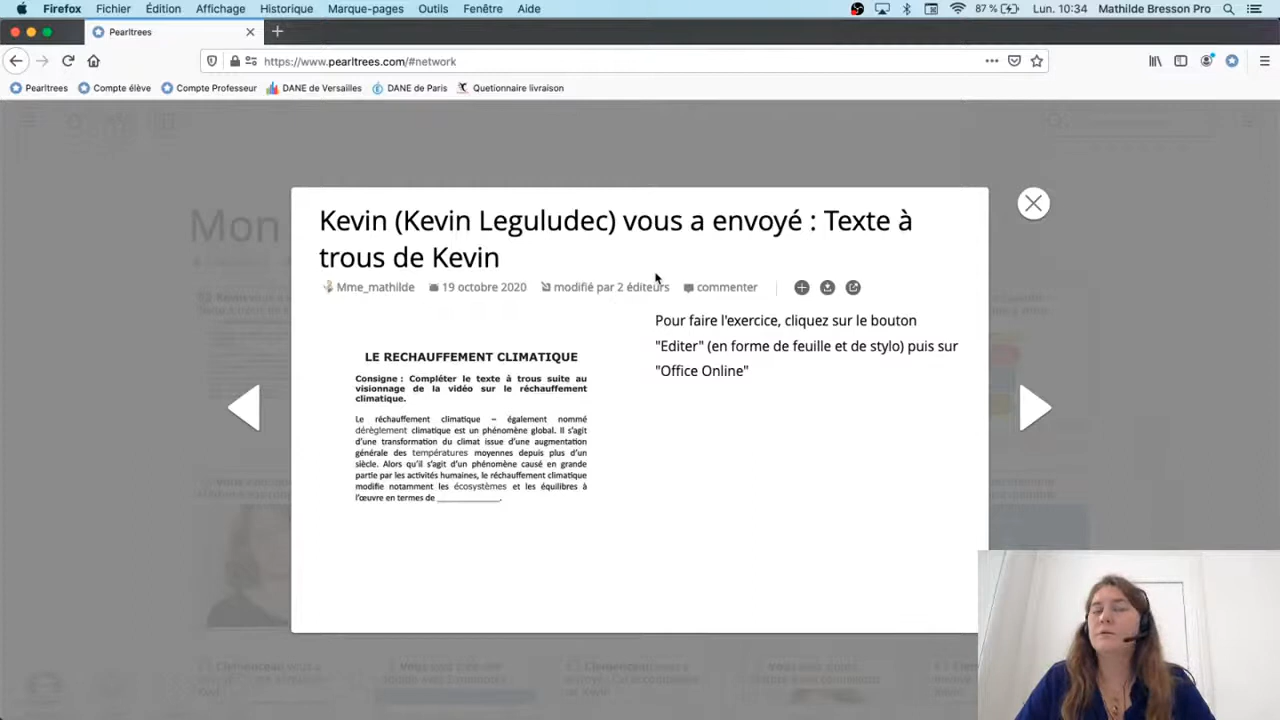 Firefox Fichier Édition Affichage Historique Marque-pages Outils Fenêtre Aide 87 % Lun. 10:34 Mathilde Bresson Pro
Pearltrees
https://www.pearltrees.com/#network
Pearltrees Compte élève Compte Professeur DANE de Versailles DANE de Paris Quetionnaire livraison
Mon
Kevin (Kevin Leguludec) vous a envoyé : Texte à
trous de Kevin
Mme_mathilde 19 octobre 2020 modifié par 2 éditeurs commenter
Pour faire l'exercice, cliquez sur le bouton
"Editer" (en forme de feuille et de stylo) puis sur
"Office Online"
LE RECHAUFFEMENT CLIMATIQUE
Consigne : Compléter le texte à trous suite au
visionnage de la vidéo sur le réchauffement
climatique.
Le réchauffement climatique – également nommé
dérèglement climatique est un phénomène global. Il s'agit
d'une transformation du climat issue d'une augmentation
générale des températures moyennes depuis plus d'un
siècle. Alors qu'il s'agit d'un phénomène causé en grande
partie par les activités humaines, le réchauffement climatique
modifie notamment les écosystèmes et les équilibres à
l'œuvre en termes de ____________.